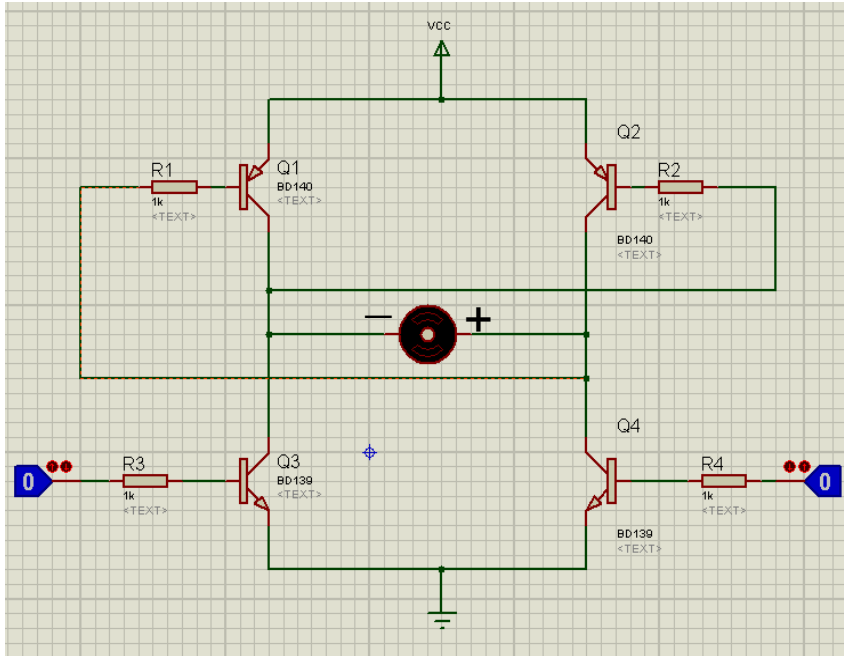 VCC
Q2
R1
Q1
R2
BD140
1k
<TEXT>
<TEXT>
1k
<TEXT>
BD140
<TEXT>
− +
Q4
R3
Q3
R4
0
BD139
0
1k
<TEXT>
1k
<TEXT>
<TEXT>
BD139
<TEXT>